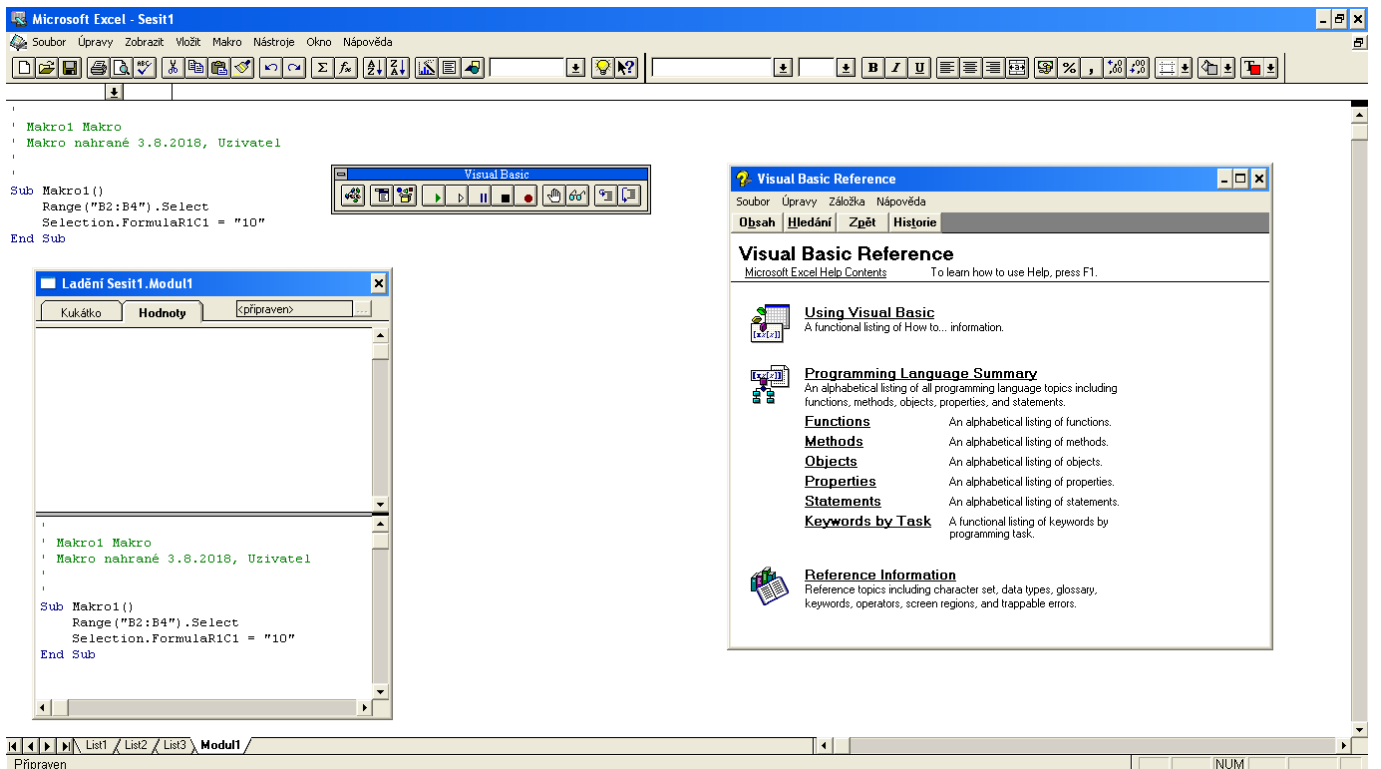 Microsoft Excel - Sesit1
Soubor Úpravy Zobrazit Vložit Makro Nástroje Okno Nápověda
'
' Makro1 Makro
' Makro nahrané 3.8.2018, Uzivatel
'
'
Sub Makro1()
Range("B2:B4").Select
Selection.FormulaR1C1 = "10"
End Sub
Visual Basic
Ladění Sesit1.Modul1
Kukátko Hodnoty <připraven> ...
'
' Makro1 Makro
' Makro nahrané 3.8.2018, Uzivatel
'
'
Sub Makro1()
Range("B2:B4").Select
Selection.FormulaR1C1 = "10"
End Sub
Visual Basic Reference
Soubor Úpravy Záložka Nápověda
Obsah Hledání Zpět Historie
Visual Basic Reference
Microsoft Excel Help Contents To learn how to use Help, press F1.
Using Visual Basic
A functional listing of How to... information.
Programming Language Summary
An alphabetical listing of all programming language topics including
functions, methods, objects, properties, and statements.
Functions An alphabetical listing of functions.
Methods An alphabetical listing of methods.
Objects An alphabetical listing of objects.
Properties An alphabetical listing of properties.
Statements An alphabetical listing of statements.
Keywords by Task A functional listing of keywords by
programming task.
Reference Information
Reference topics including character set, data types, glossary,
keywords, operators, screen regions, and trappable errors.
List1 List2 List3 Modul1
Připraven NUM